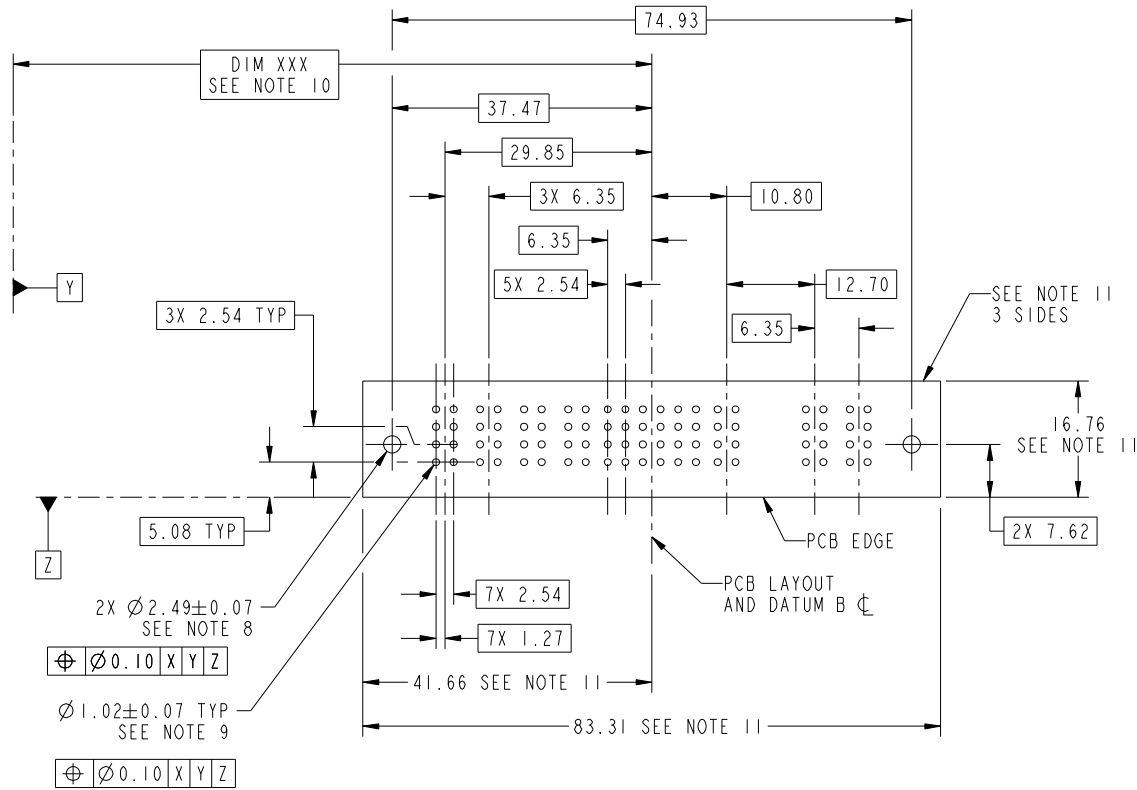 74.93
DIM XXX
SEE NOTE 10
37.47
29.85
3X 6.35
10.80
6.35
Y
5X 2.54
12.70
SEE NOTE 11
3 SIDES
3X 2.54 TYP
6.35
16.76
SEE NOTE 11
5.08 TYP
PCB EDGE
2X 7.62
Z
PCB LAYOUT
AND DATUM B ℄
2X ⌀2.49±0.07
SEE NOTE 8
7X 2.54
7X 1.27
⌖ ⌀0.10 X Y Z
41.66 SEE NOTE 11
⌀1.02±0.07 TYP
SEE NOTE 9
83.31 SEE NOTE 11
⌖ ⌀0.10 X Y Z